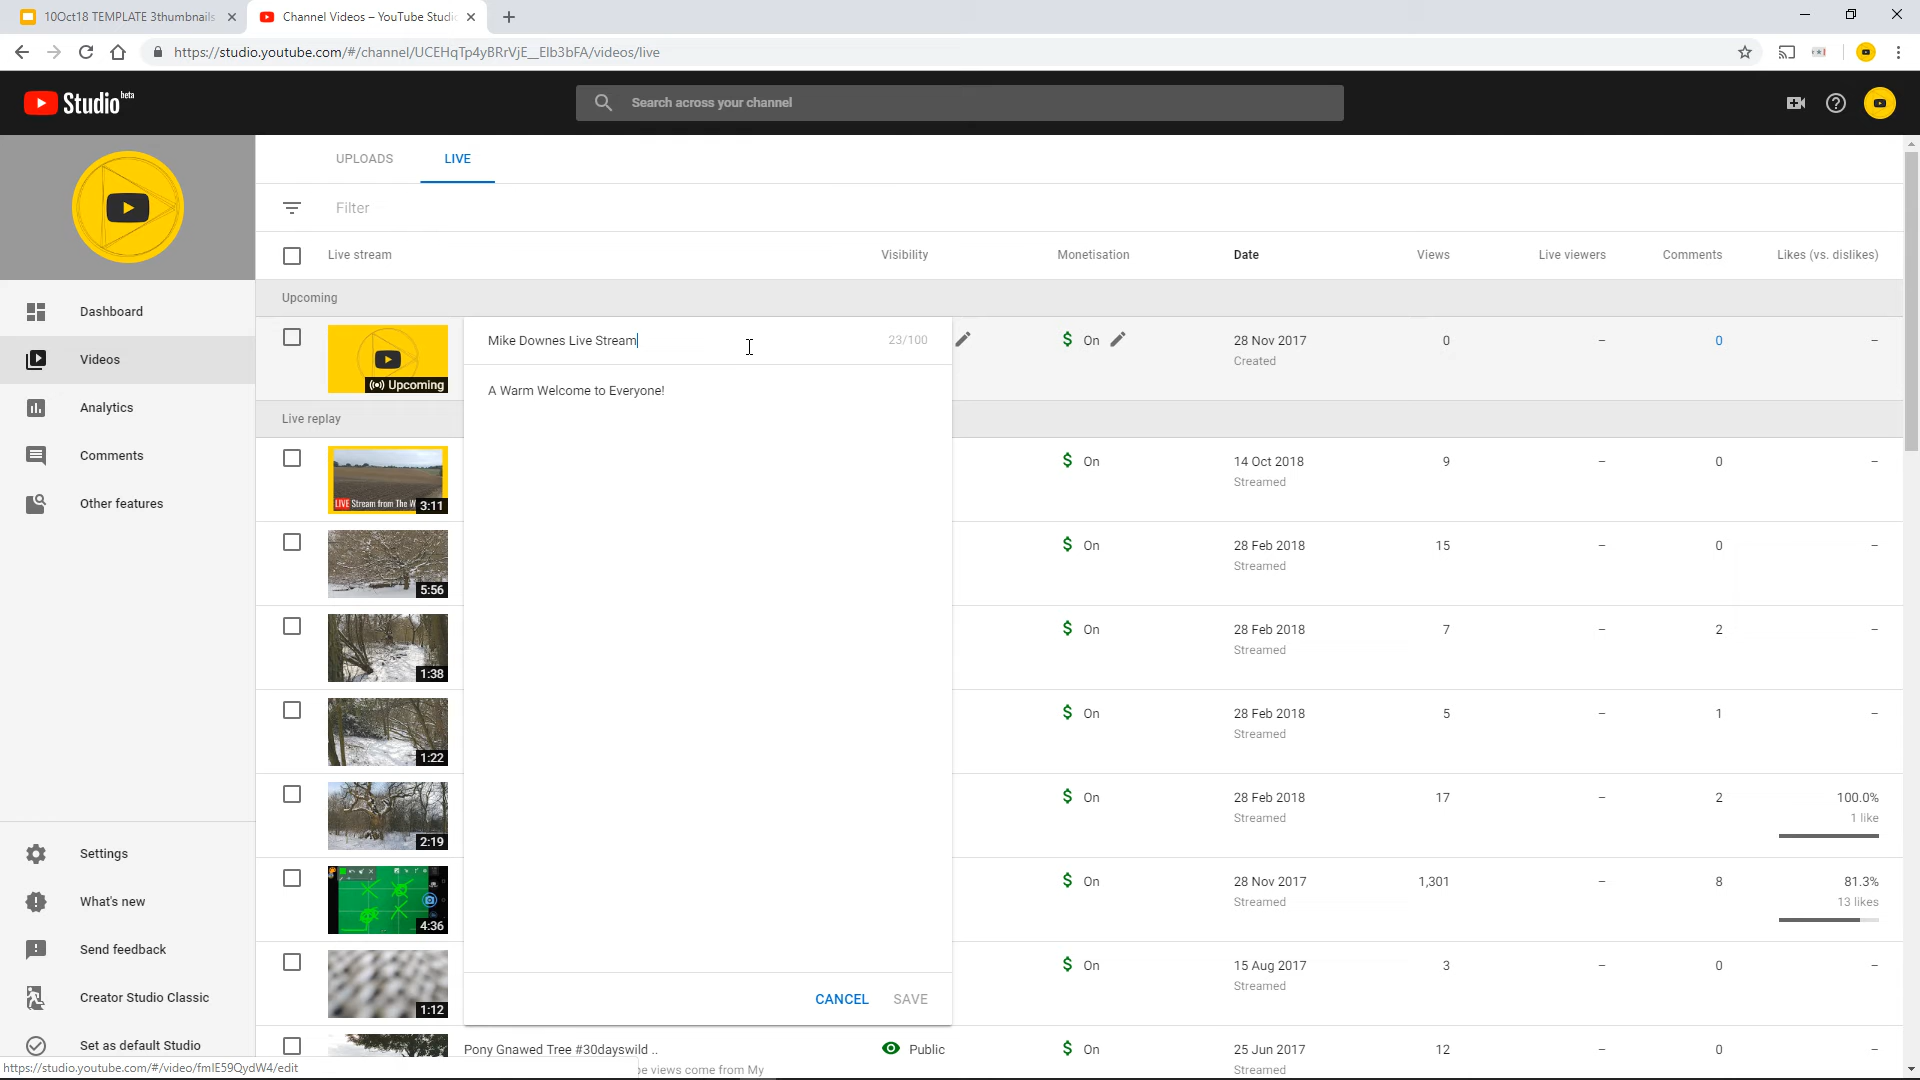 10Oct18 TEMPLATE 3thumbnails
Channel Videos – YouTube Studio
https://studio.youtube.com/#/channel/UCEHqTp4yBRrVjE__Elb3bFA/videos/live
Studio beta
Search across your channel
UPLOADS LIVE
Filter
Live stream Visibility Monetisation Date Views Live viewers Comments Likes (vs. dislikes)
Upcoming
Dashboard
Videos
Analytics
Comments
Other features
Settings
What's new
Send feedback
Creator Studio Classic
Set as default Studio
Mike Downes Live Stream 23/100
A Warm Welcome to Everyone!
CANCEL SAVE
Upcoming
$ On 28 Nov 2017 0 – 0 –
Created
Live replay
LIVE Stream from The W
3:11
$ On 14 Oct 2018 9 – 0 –
Streamed
5:56
$ On 28 Feb 2018 15 – 0 –
Streamed
1:38
$ On 28 Feb 2018 7 – 2 –
Streamed
1:22
$ On 28 Feb 2018 5 – 1 –
Streamed
2:19
$ On 28 Feb 2018 17 – 2 100.0%
Streamed 1 like
4:36
$ On 28 Nov 2017 1,301 – 8 81.3%
Streamed 13 likes
1:12
$ On 15 Aug 2017 3 – 0 –
Streamed
Pony Gnawed Tree #30dayswild .. Public $ On 25 Jun 2017 12 – 0 –
views come from My Streamed
https://studio.youtube.com/#/video/fmIE59QydW4/edit